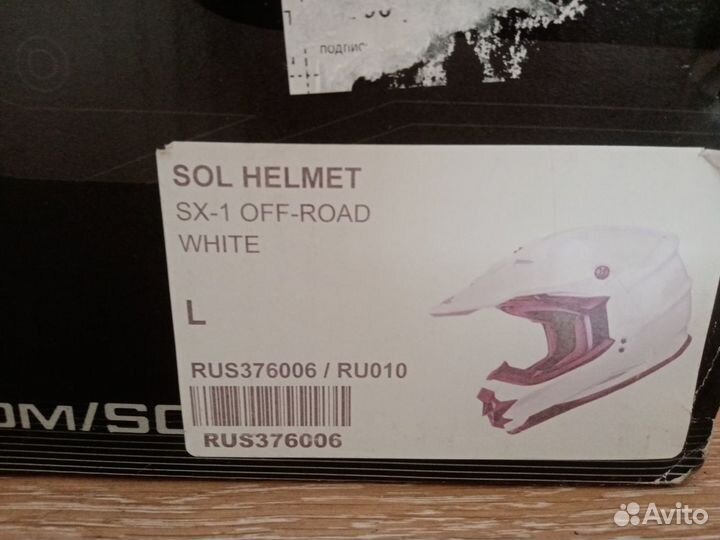 подпис
SOL HELMET
SX-1 OFF-ROAD
WHITE
L
RUS376006 / RU010
RUS376006
OM/SO
Avito